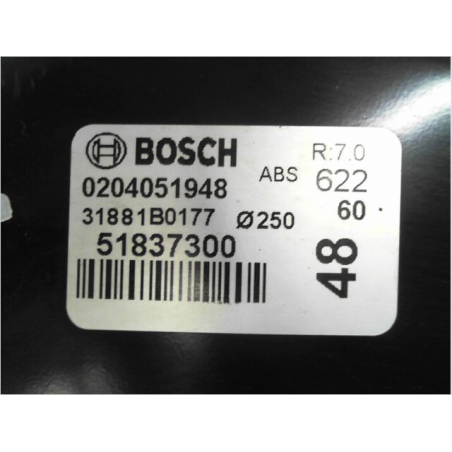 BOSCH R:7.0
0204051948 ABS 622
31881B0177 Ø250 60
51837300
48